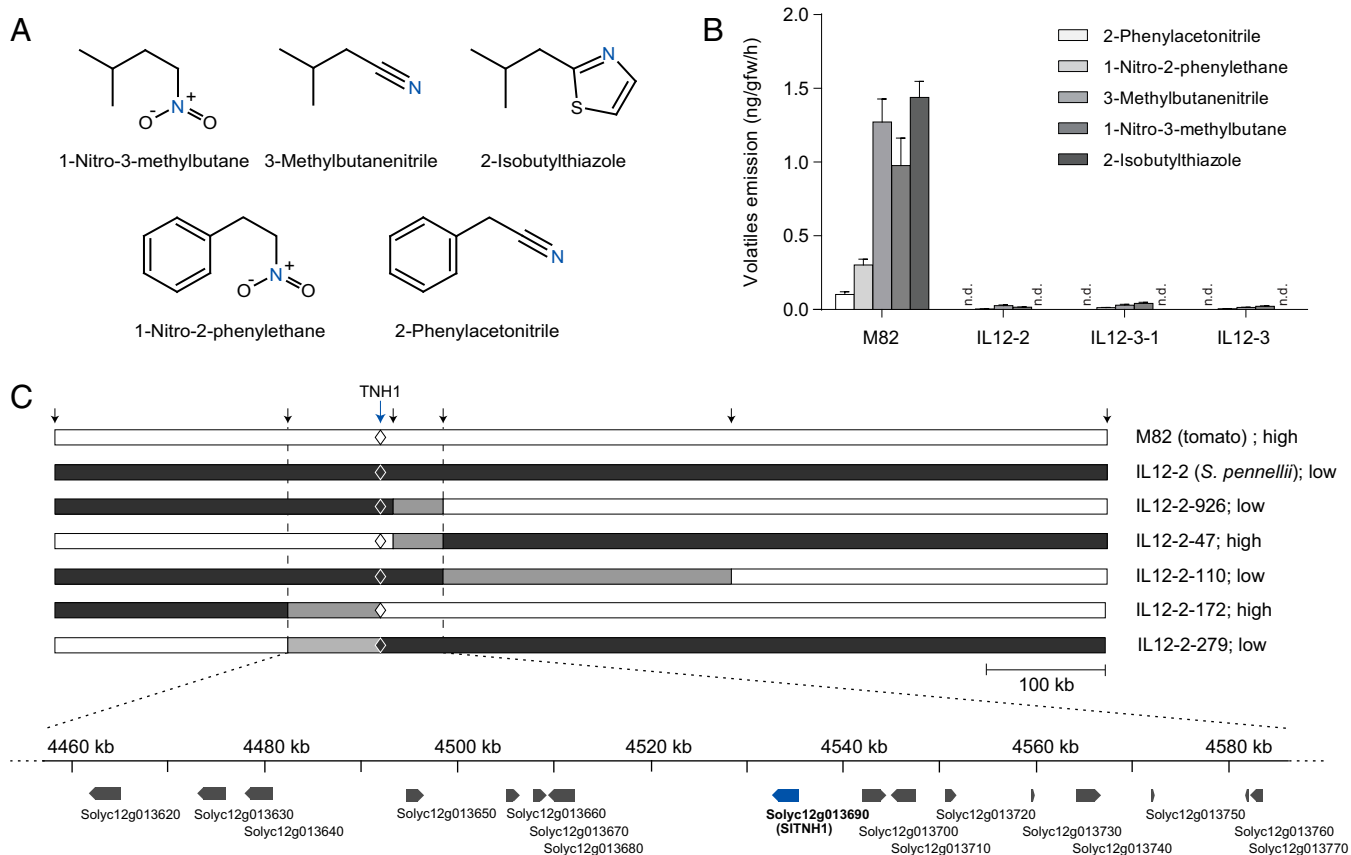 A
N
+
O
-
O
1-Nitro-3-methylbutane
N
3-Methylbutanenitrile
N
S
2-Isobutylthiazole
N
+
O
-
O
1-Nitro-2-phenylethane
N
2-Phenylacetonitrile
B
Volatiles emission (ng/gfw/h)
2.0
1.5
1.0
0.5
0.0
2-Phenylacetonitrile
1-Nitro-2-phenylethane
3-Methylbutanenitrile
1-Nitro-3-methylbutane
2-Isobutylthiazole
n.d. n.d. n.d. n.d. n.d. n.d.
M82 IL12-2 IL12-3-1 IL12-3
C
TNH1
M82 (tomato) ; high
IL12-2 (S. pennellii); low
IL12-2-926; low
IL12-2-47; high
IL12-2-110; low
IL12-2-172; high
IL12-2-279; low
100 kb
4460 kb 4480 kb 4500 kb 4520 kb 4540 kb 4560 kb 4580 kb
Solyc12g013620 Solyc12g013630 Solyc12g013650 Solyc12g013660 Solyc12g013690 Solyc12g013720 Solyc12g013750
Solyc12g013640 Solyc12g013670 (SlTNH1) Solyc12g013700 Solyc12g013730 Solyc12g013760
Solyc12g013680 Solyc12g013710 Solyc12g013740 Solyc12g013770